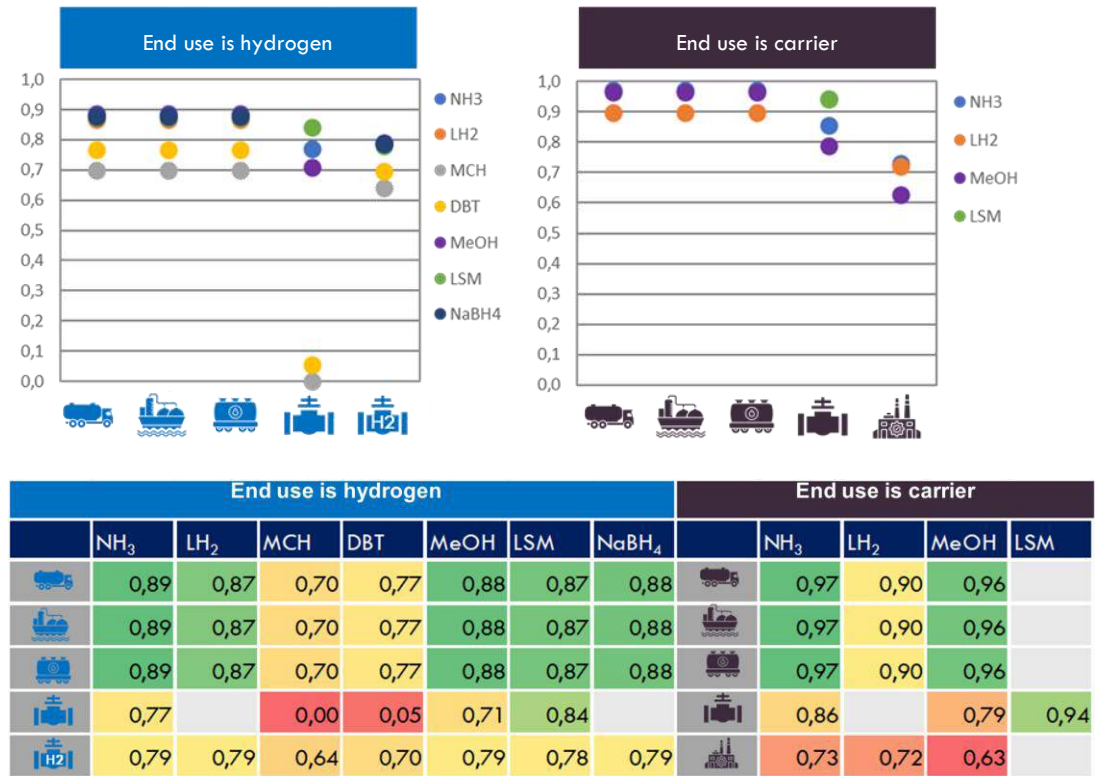 End use is hydrogen
1,0
0,9
0,8
0,7
0,6
0,5
0,4
0,3
0,2
0,1
0,0
NH3
LH2
MCH
DBT
MeOH
LSM
NaBH4
H2
End use is carrier
1,0
0,9
0,8
0,7
0,6
0,5
0,4
0,3
0,2
0,1
0,0
NH3
LH2
MeOH
LSM
End use is hydrogen End use is carrier
NH₃ LH₂ MCH DBT MeOH LSM NaBH₄ NH₃ LH₂ MeOH LSM
0,89 0,87 0,70 0,77 0,88 0,87 0,88 0,97 0,90 0,96
0,89 0,87 0,70 0,77 0,88 0,87 0,88 0,97 0,90 0,96
0,89 0,87 0,70 0,77 0,88 0,87 0,88 0,97 0,90 0,96
0,77 0,00 0,05 0,71 0,84 0,86 0,79 0,94
H2 0,79 0,79 0,64 0,70 0,79 0,78 0,79 0,73 0,72 0,63